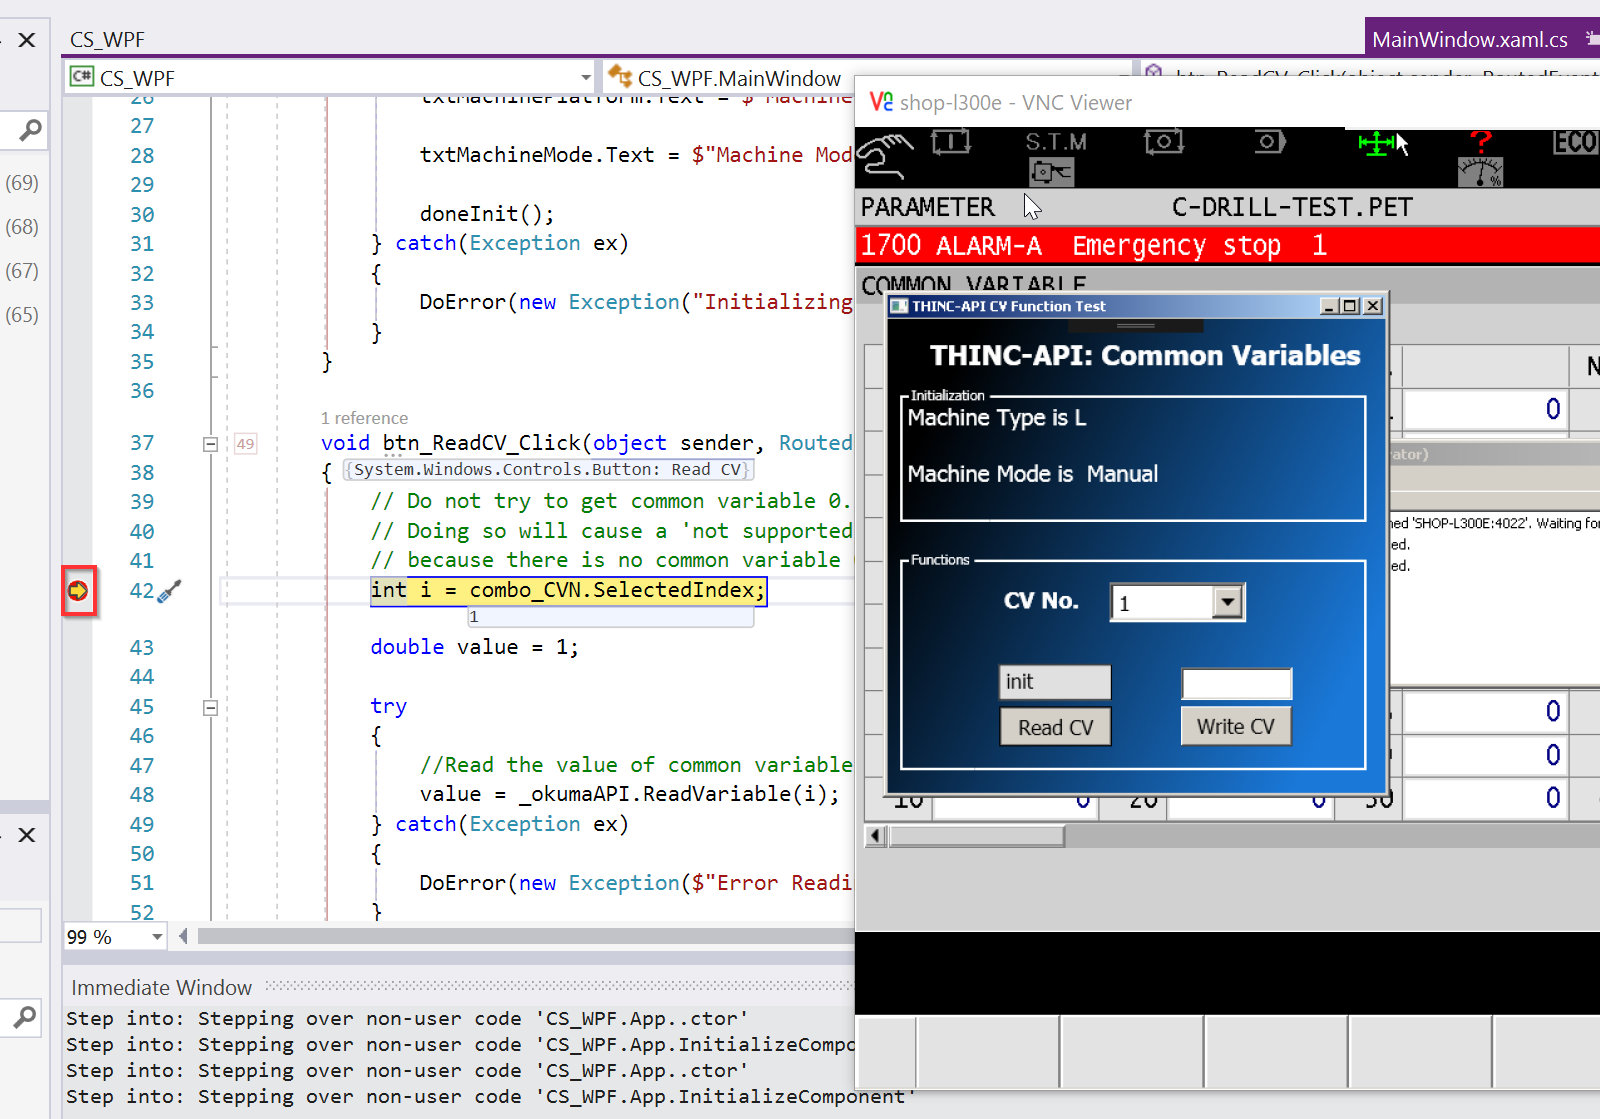 CS_WPF
MainWindow.xaml.cs
C# CS_WPF
CS_WPF.MainWindow
(69)
(68)
(67)
(65)
26
27
28 txtMachineMode.Text = $"Machine Mod
29
30 doneInit();
31 } catch(Exception ex)
32 {
33 DoError(new Exception("Initializing
34 }
35 }
36
1 reference
37 49 void btn_ReadCV_Click(object sender, Routed
38 { {System.Windows.Controls.Button: Read CV}
39 // Do not try to get common variable 0.
40 // Doing so will cause a 'not supported
41 // because there is no common variable
42 int i = combo_CVN.SelectedIndex;
1
43 double value = 1;
44
45 try
46 {
47 //Read the value of common variable
48 value = _okumaAPI.ReadVariable(i);
49 } catch(Exception ex)
50 {
51 DoError(new Exception($"Error Readi
52 }
99 %
Immediate Window
Step into: Stepping over non-user code 'CS_WPF.App..ctor'
Step into: Stepping over non-user code 'CS_WPF.App.InitializeCompo
Step into: Stepping over non-user code 'CS_WPF.App..ctor'
Step into: Stepping over non-user code 'CS_WPF.App.InitializeComponent'
shop-l300e - VNC Viewer
S.T.M
ECO
?
%
PARAMETER C-DRILL-TEST.PET
1700 ALARM-A Emergency stop 1
COMMON VARIABLE
THINC-API CV Function Test
THINC-API: Common Variables
Initialization
Machine Type is L
Machine Mode is Manual
Functions
CV No. 1
init
Read CV
Write CV
N
0
ator)
ned 'SHOP-L300E:4022'. Waiting for
ed.
ed.
0
0
10 0 20 0 30 0